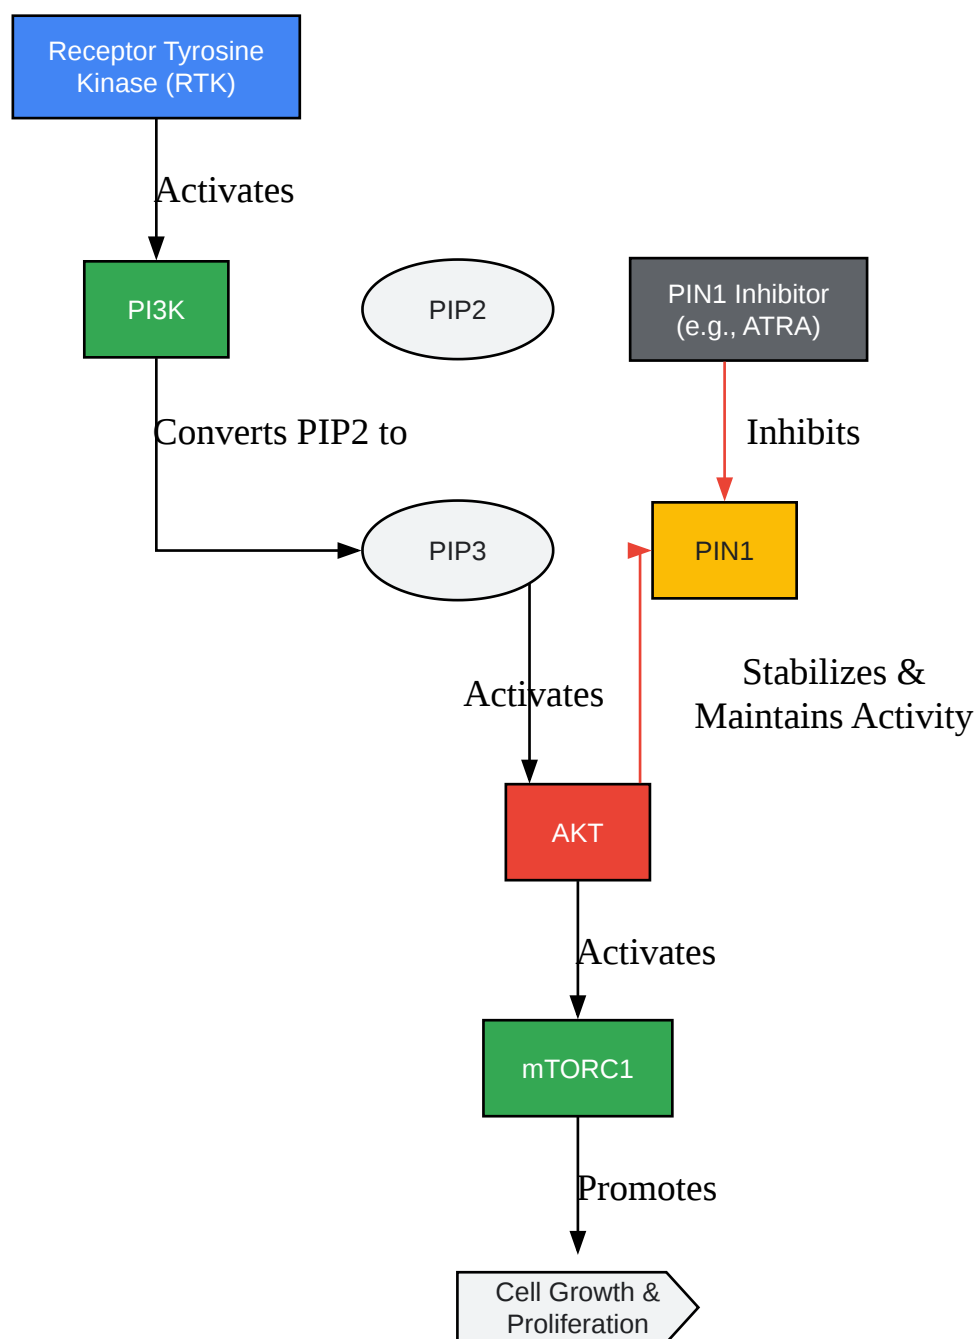 Receptor Tyrosine
Kinase (RTK)
Activates
PI3K
PIP2
PIN1 Inhibitor
(e.g., ATRA)
Converts PIP2 to
Inhibits
PIP3
PIN1
Activates
Stabilizes &
Maintains Activity
AKT
Activates
mTORC1
Promotes
Cell Growth &
Proliferation